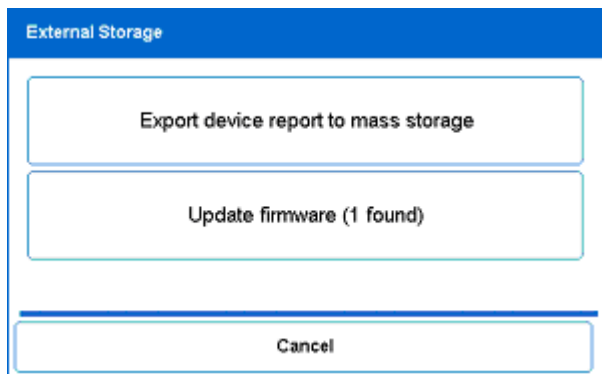 External Storage
Export device report to mass storage
Update firmware (1 found)
Cancel